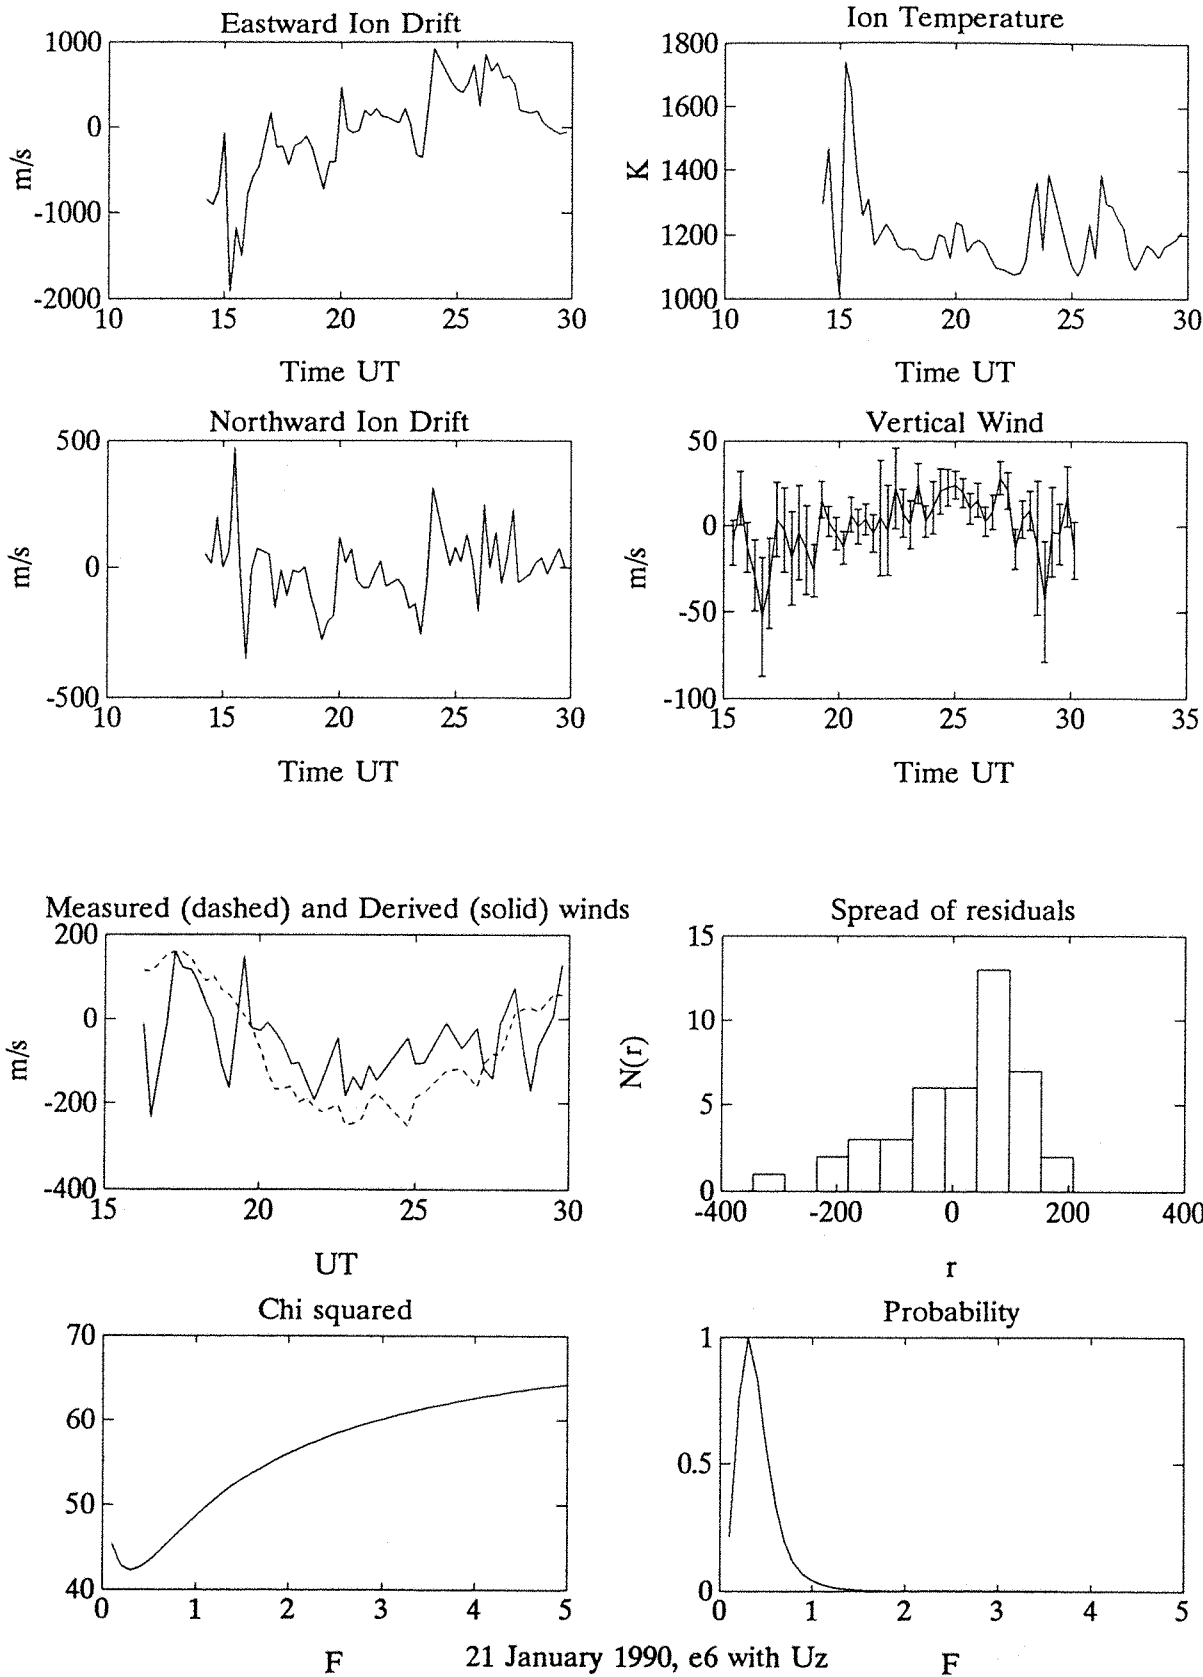 Eastward Ion Drift
1000
0
-1000
-2000
m/s
10 15 20 25 30
Time UT
Ion Temperature
1800
1600
1400
1200
1000
K
10 15 20 25 30
Time UT
Northward Ion Drift
500
0
-500
m/s
10 15 20 25 30
Time UT
Vertical Wind
50
0
-50
-100
m/s
15 20 25 30 35
Time UT
Measured (dashed) and Derived (solid) winds
200
0
-200
-400
m/s
15 20 25 30
UT
Spread of residuals
15
10
5
0
N(r)
-400 -200 0 200 400
r
Chi squared
70
60
50
40
0 1 2 3 4 5
F
Probability
1
0.5
0
0 1 2 3 4 5
F
21 January 1990, e6 with Uz